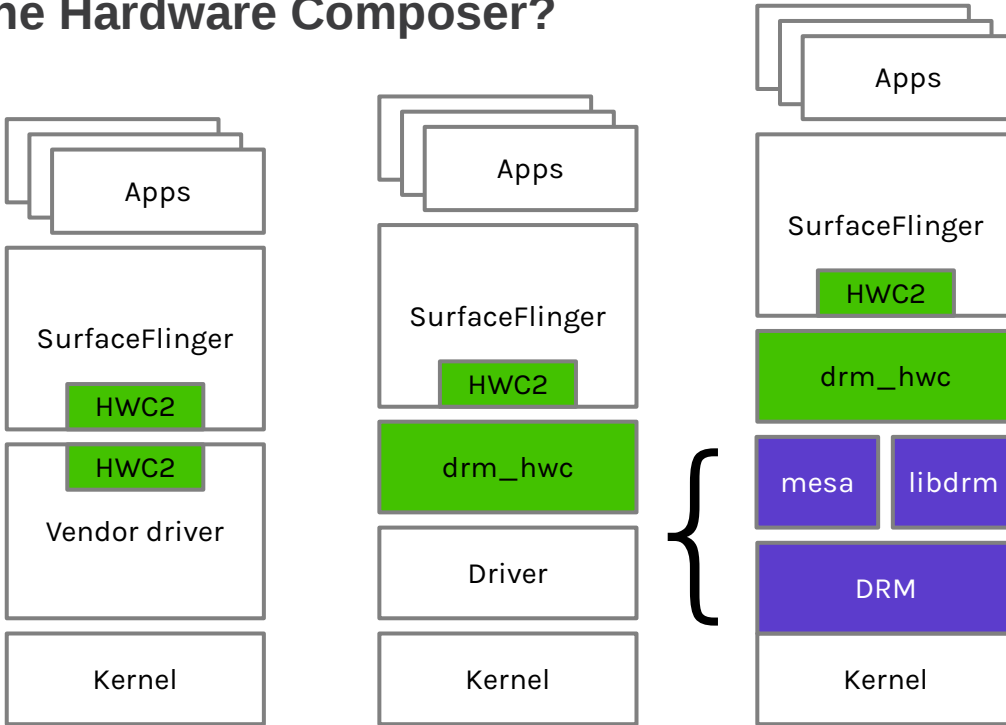 ne Hardware Composer?
Apps
SurfaceFlinger
HWC2
HWC2
Vendor driver
Kernel
Apps
SurfaceFlinger
HWC2
drm_hwc
Driver
Kernel
{
Apps
SurfaceFlinger
HWC2
drm_hwc
mesa
libdrm
DRM
Kernel